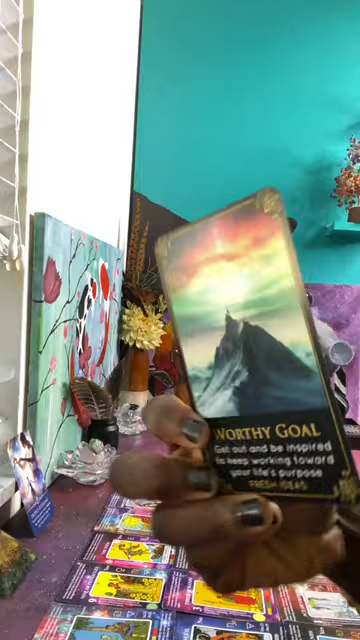 WORTHY GOAL
Get out and be inspired
to keep working toward
your life's purpose
FRESH IDEAS